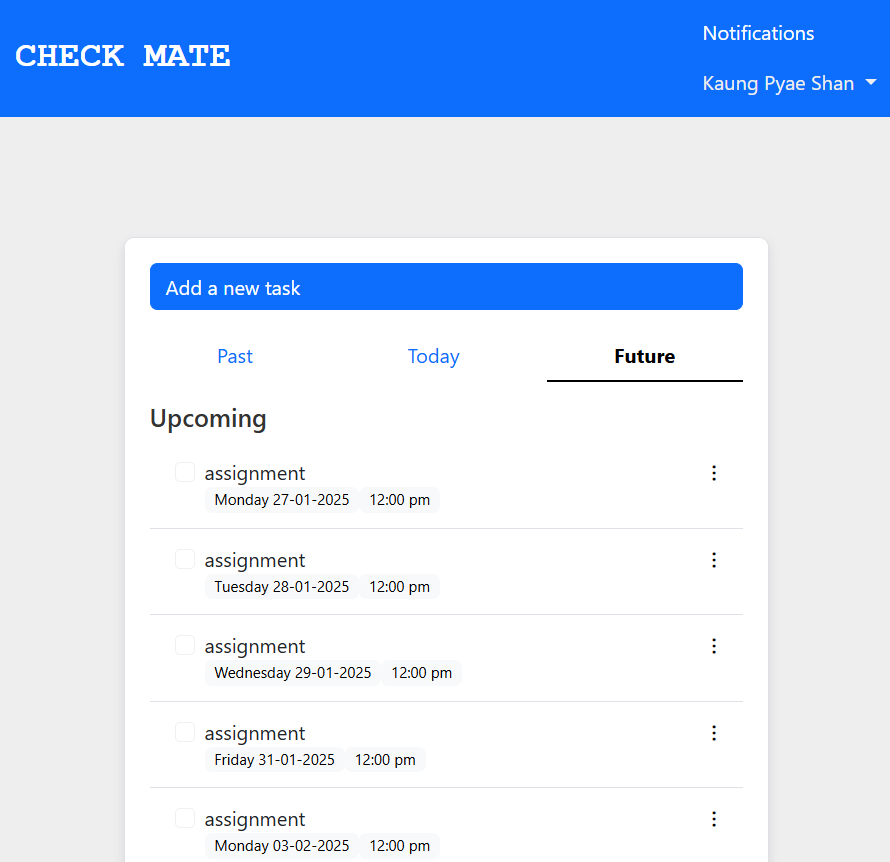 CHECK MATE
Notifications
Kaung Pyae Shan
Add a new task
Past Today Future
Upcoming
assignment
Monday 27-01-2025 12:00 pm
assignment
Tuesday 28-01-2025 12:00 pm
assignment
Wednesday 29-01-2025 12:00 pm
assignment
Friday 31-01-2025 12:00 pm
assignment
Monday 03-02-2025 12:00 pm